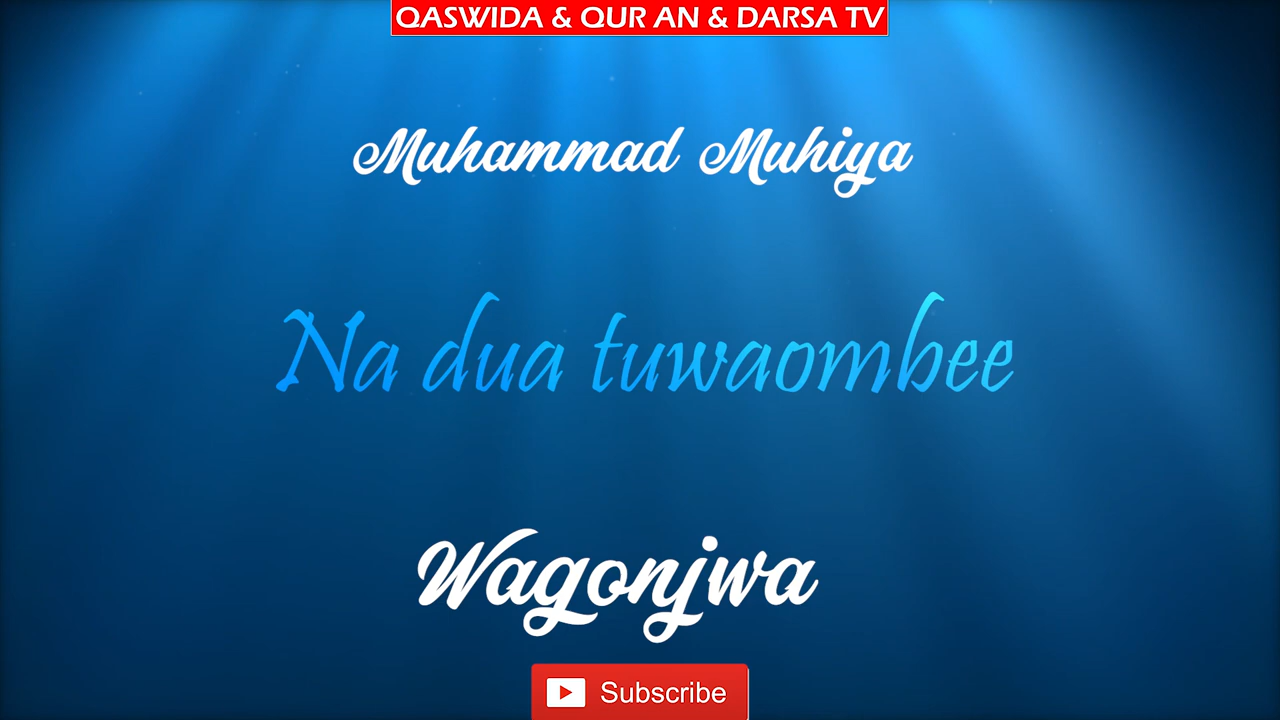 QASWIDA & QUR AN & DARSA TV
Muhammad Muhiya
Na dua tuwaombee
Wagonjwa
Subscribe